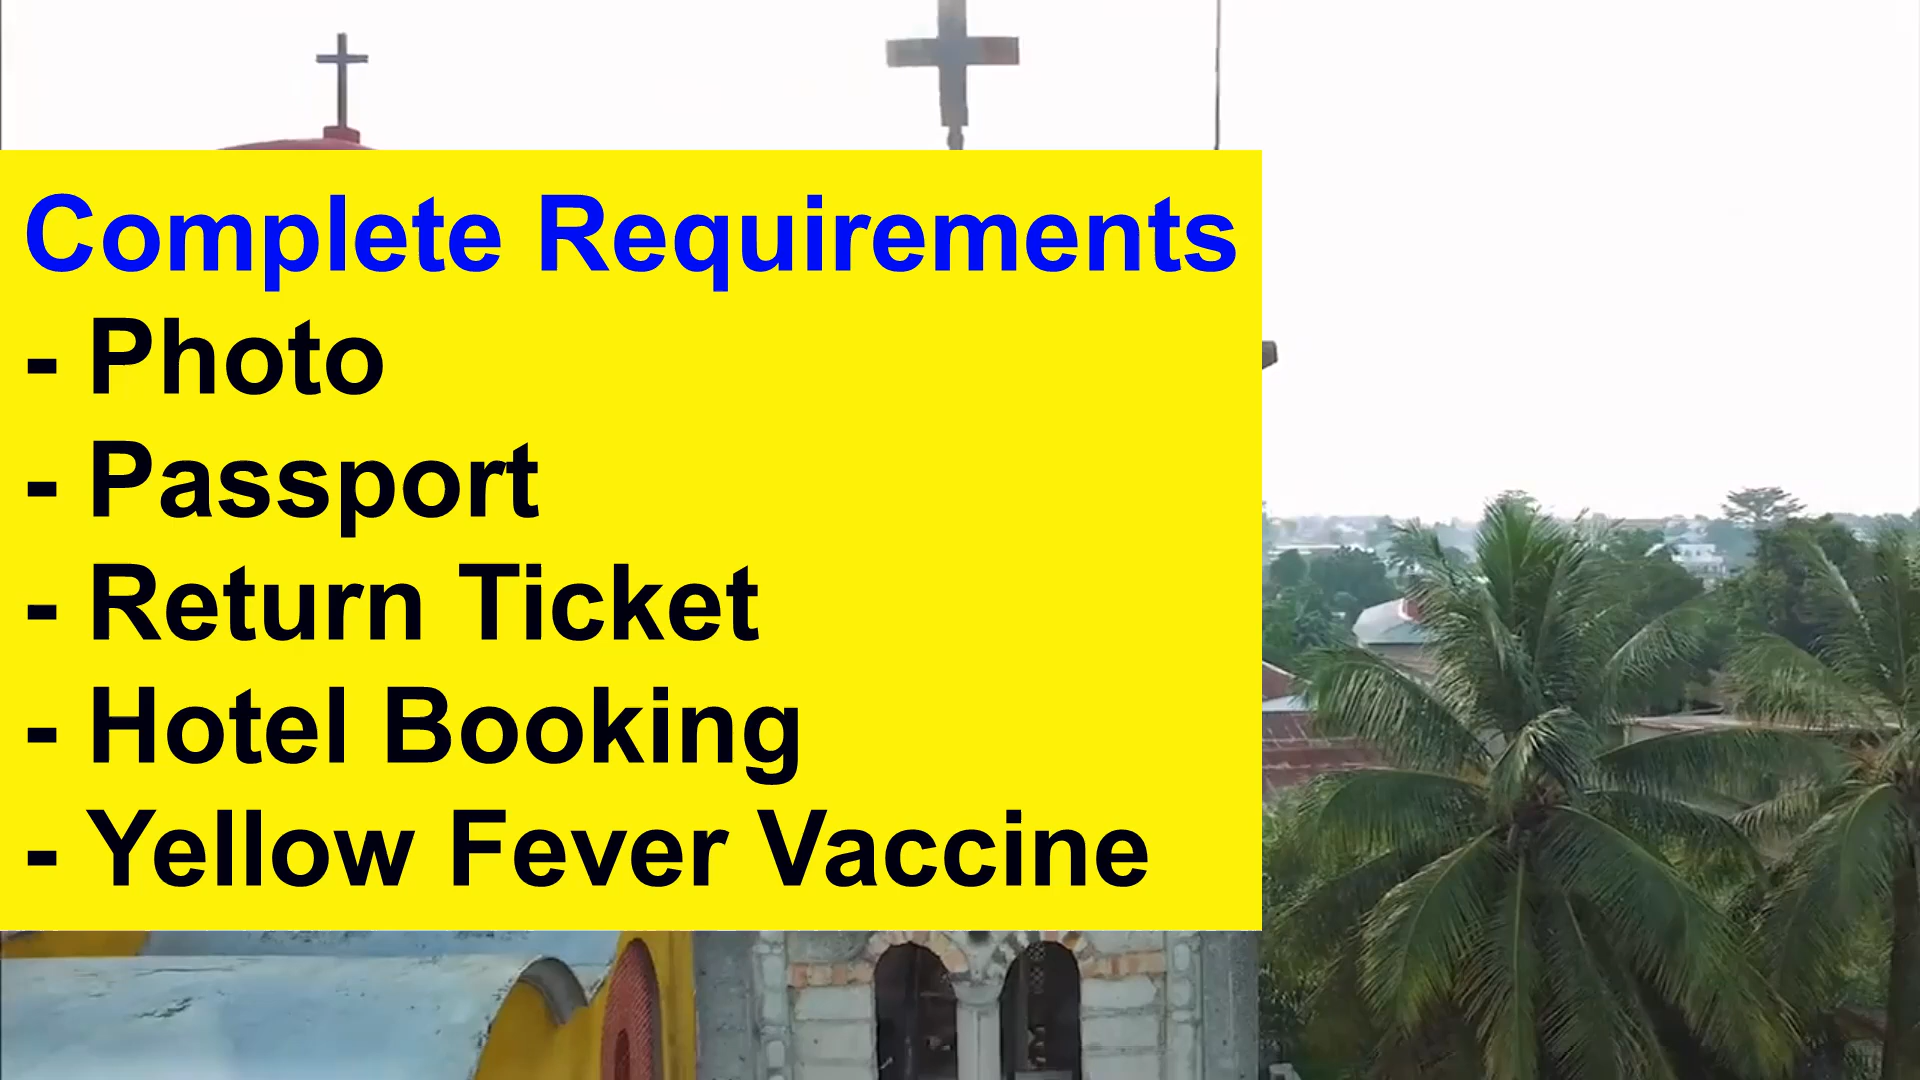 Complete Requirements
- Photo
- Passport
- Return Ticket
- Hotel Booking
- Yellow Fever Vaccine